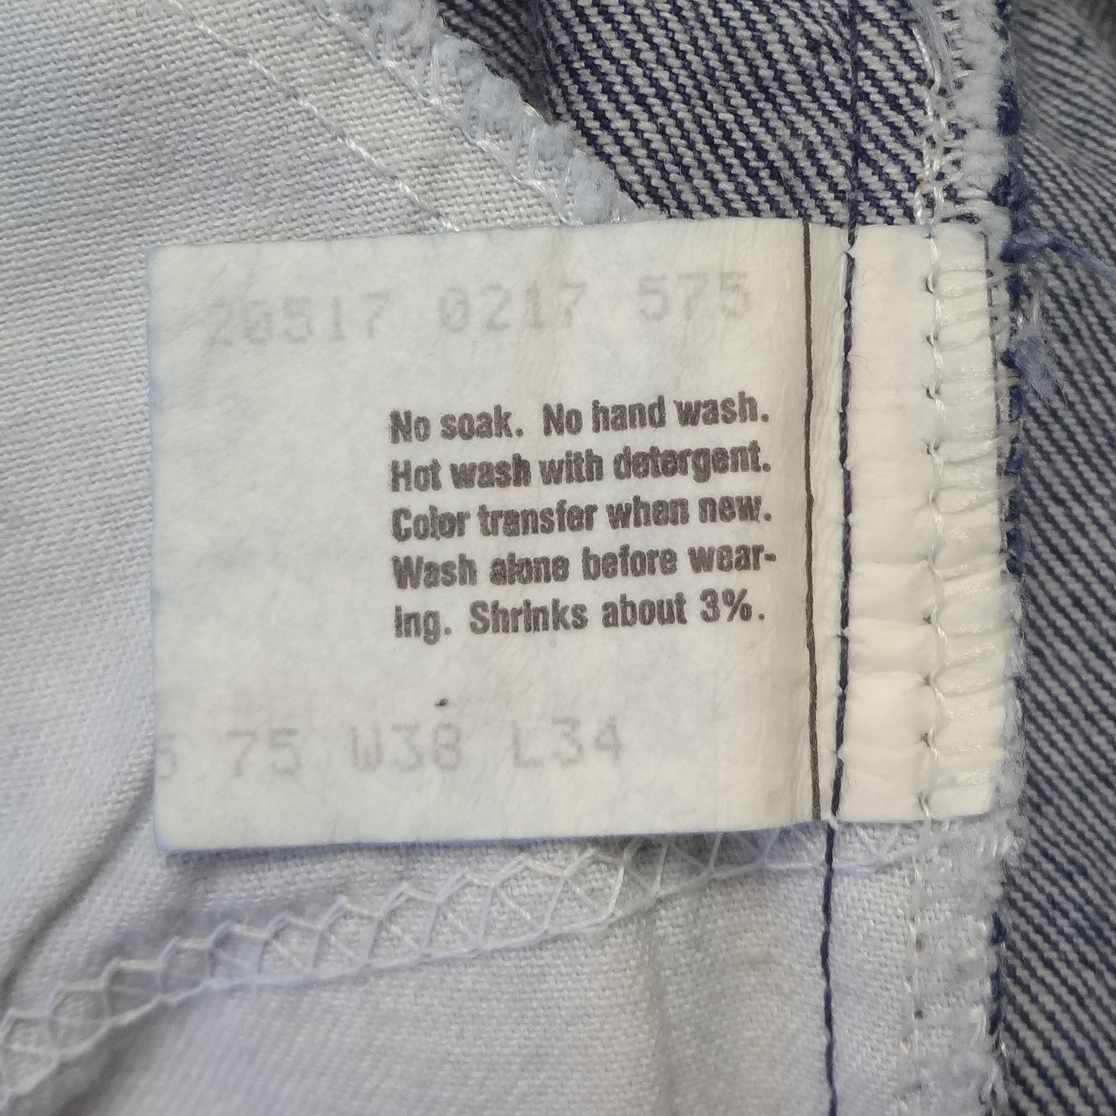 20517 0217 575
No soak. No hand wash.
Hot wash with detergent.
Color transfer when new.
Wash alone before wear-
ing. Shrinks about 3%.
75 W38 L34